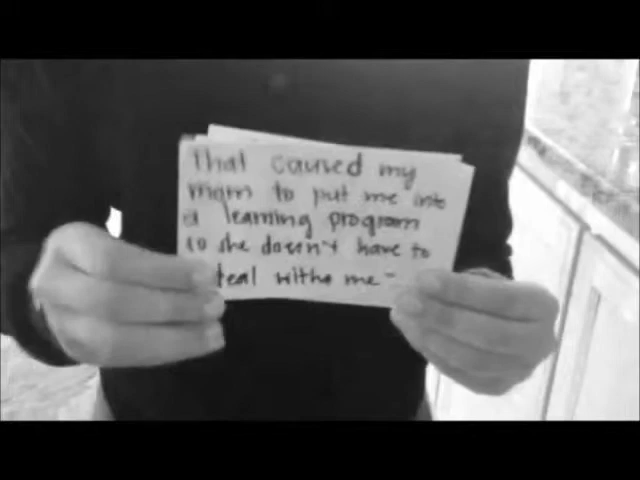 That caused my
mom to put me into
a learning program
so she doesn't have to
deal withe me-